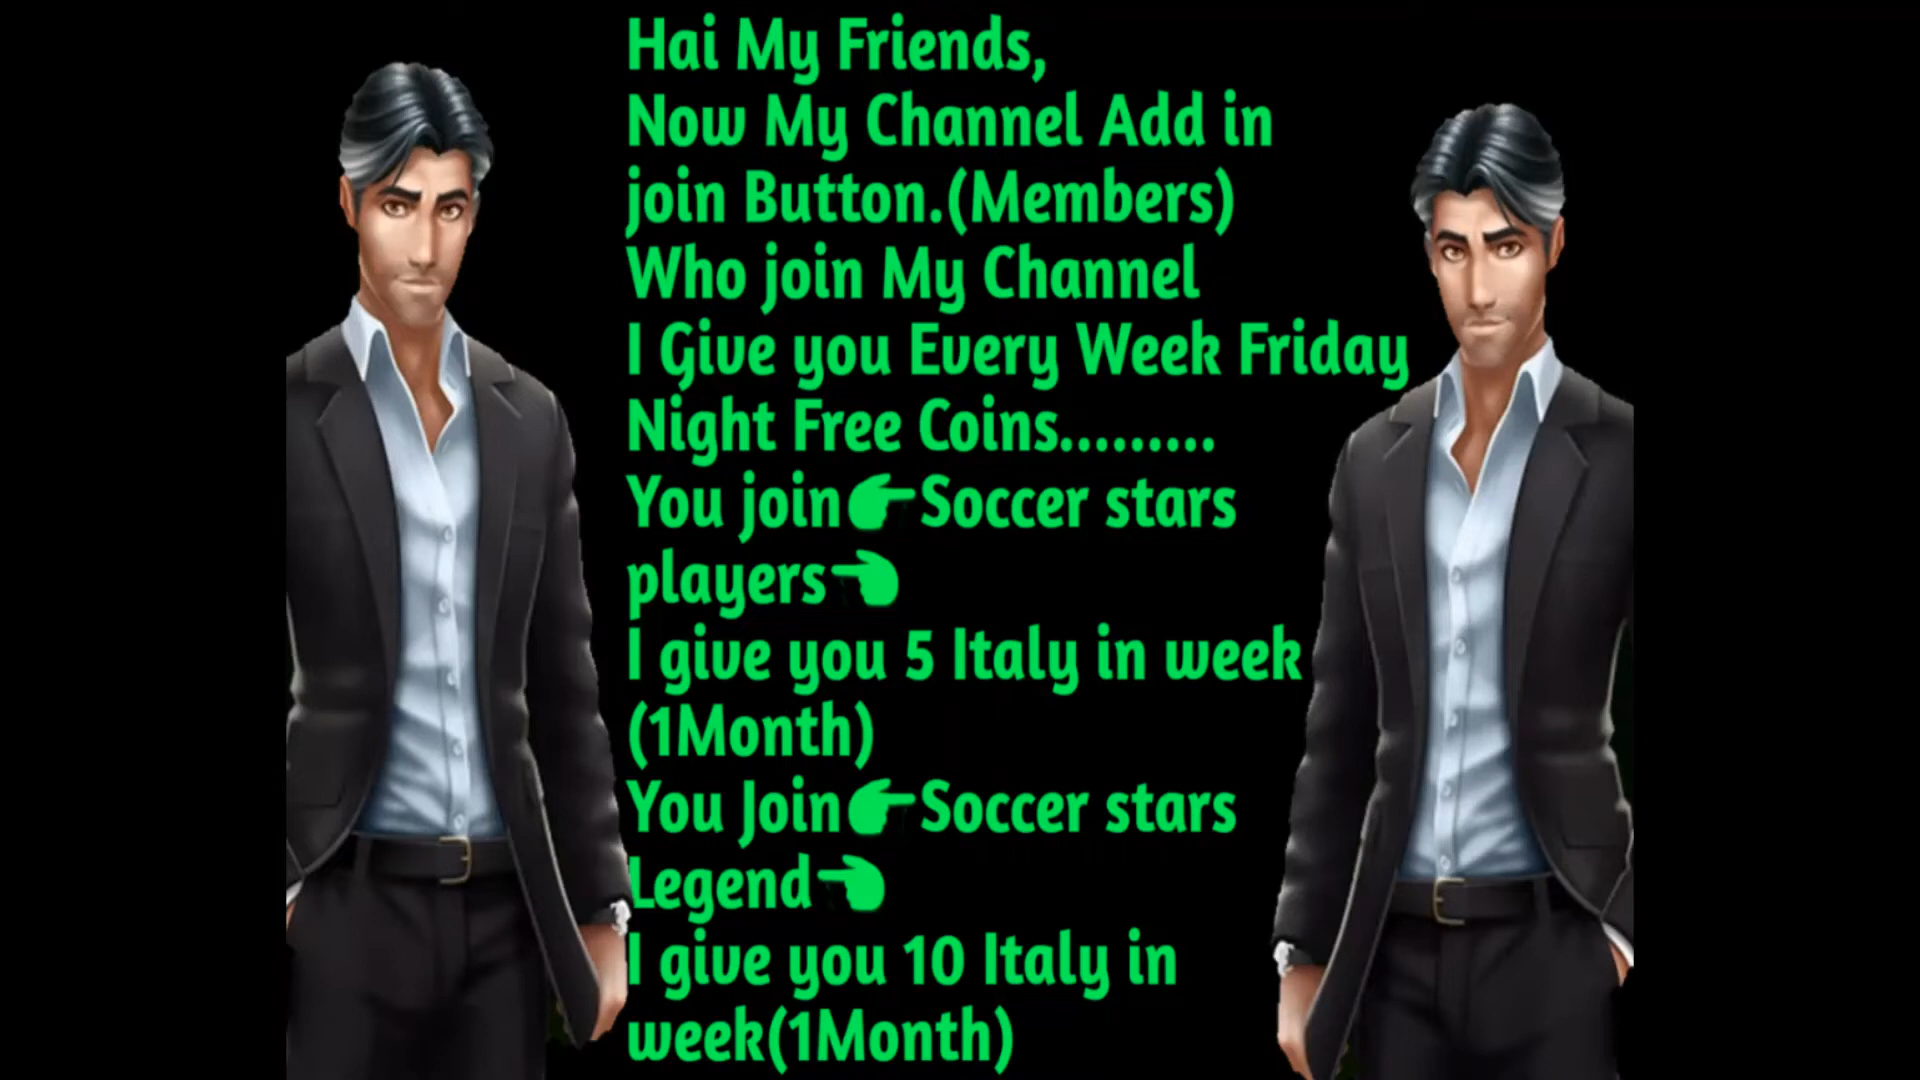 Hai My Friends,
Now My Channel Add in
join Button.(Members)
Who join My Channel
I Give you Every Week Friday
Night Free Coins.........
You join👉Soccer stars
players👈
I give you 5 Italy in week
(1Month)
You Join👉Soccer stars
Legend👈
I give you 10 Italy in
week(1Month)